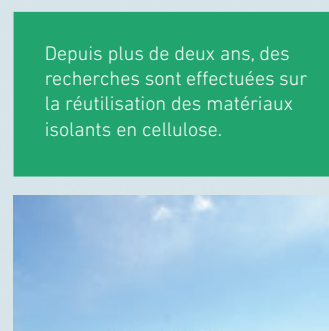 Depuis plus de deux ans, des
recherches sont effectuées sur
la réutilisation des matériaux
isolants en cellulose.